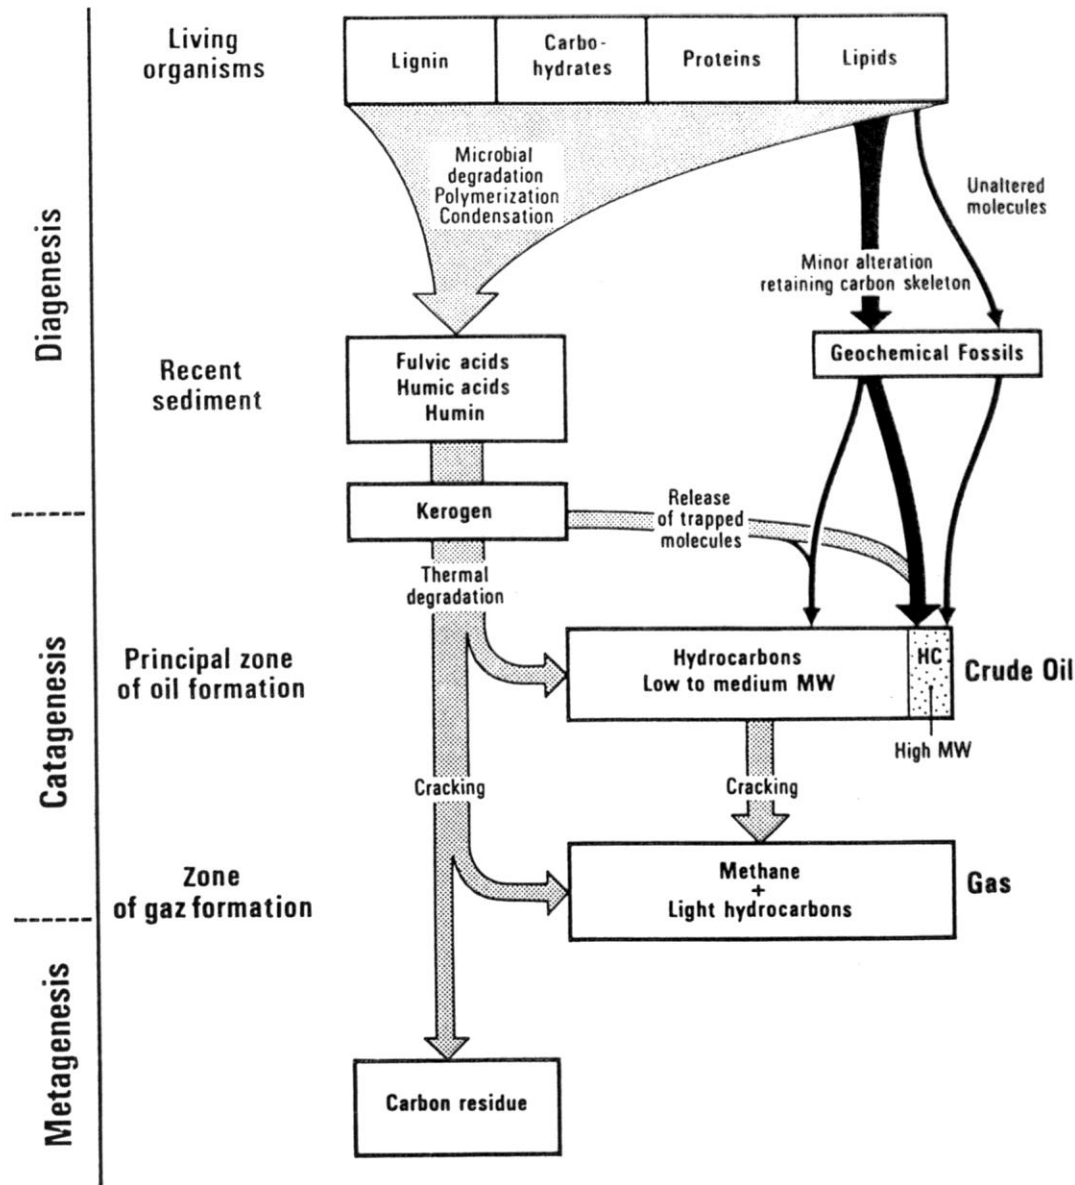 Living
organisms
Lignin
Carbo-
hydrates
Proteins
Lipids
Microbial
degradation
Polymerization
Condensation
Unaltered
molecules
Minor alteration
retaining carbon skeleton
Diagenesis
Recent
sediment
Fulvic acids
Humic acids
Humin
Geochemical Fossils
Kerogen
Release
of trapped
molecules
Thermal
degradation
Catagenesis
Principal zone
of oil formation
Hydrocarbons
Low to medium MW
HC
Crude Oil
High MW
Cracking
Cracking
Zone
of gaz formation
Methane
+
Light hydrocarbons
Gas
Metagenesis
Carbon residue